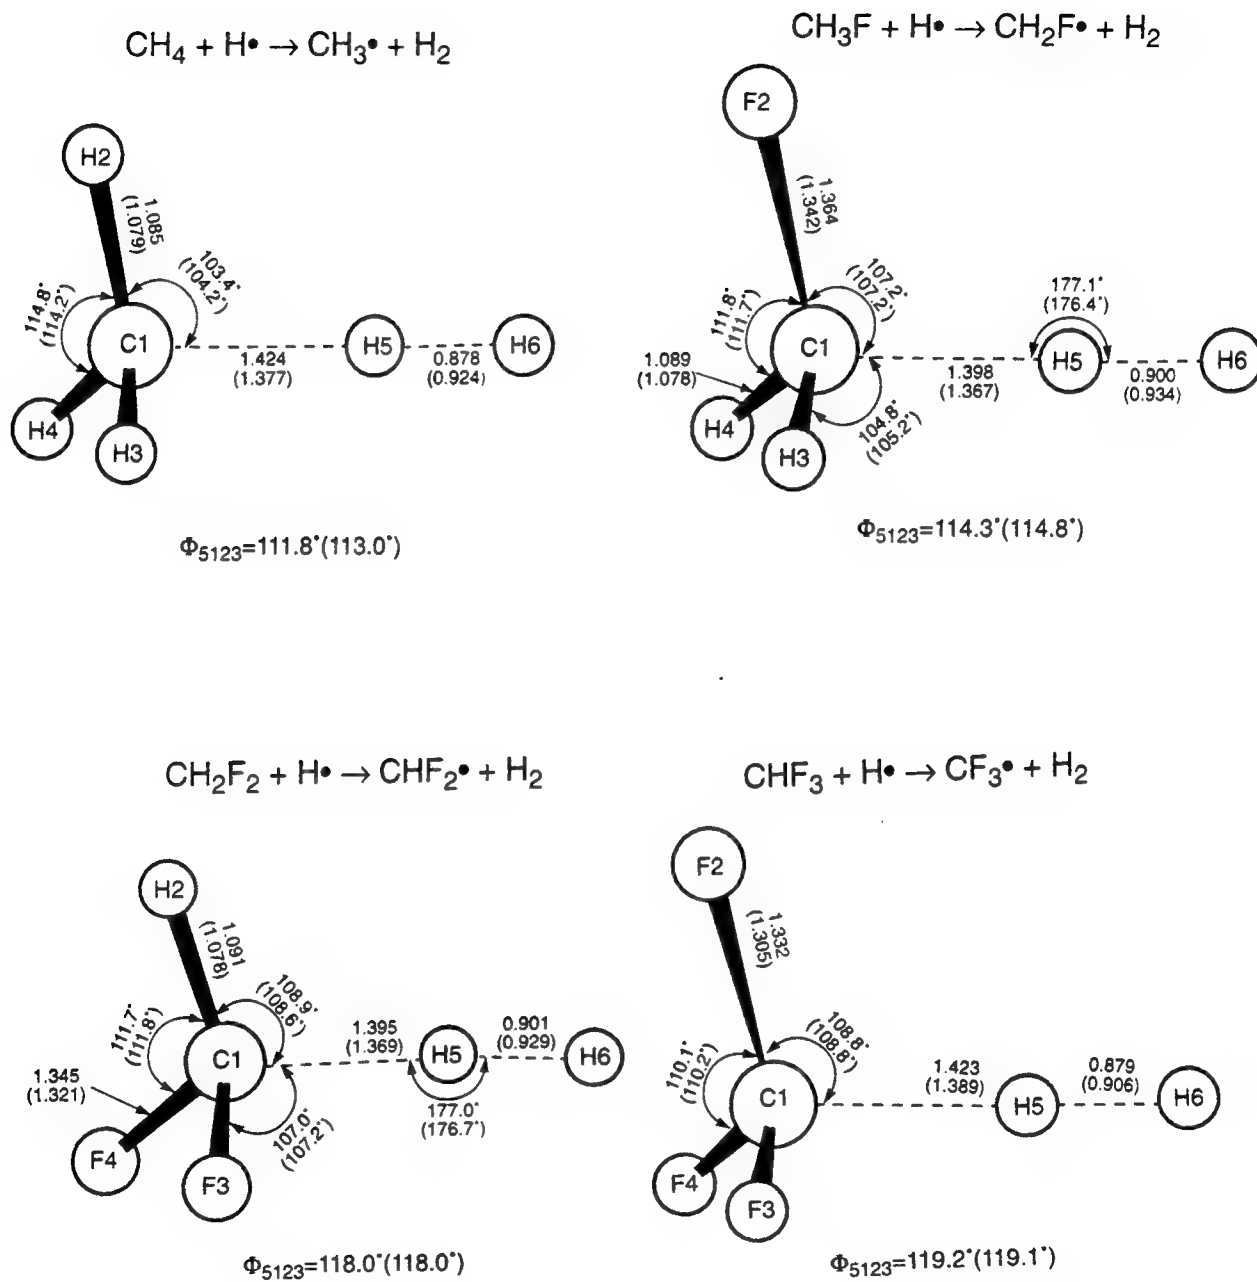 CH₄ + H• → CH₃• + H₂
H2
1.085
(1.079)
103.4°
(104.2°)
114.8°
(114.2°)
C1
1.424
(1.377)
H5
0.878
(0.924)
H6
H4
H3
Φ₅₁₂₃=111.8°(113.0°)
CH₃F + H• → CH₂F• + H₂
F2
1.364
(1.342)
107.2°
(107.2°)
111.8°
(111.7°)
177.1°
(176.4°)
C1
1.089
(1.078)
1.398
(1.367)
H5
0.900
(0.934)
H6
H4
H3
104.8°
(105.2°)
Φ₅₁₂₃=114.3°(114.8°)
CH₂F₂ + H• → CHF₂• + H₂
H2
1.091
(1.078)
108.9°
(108.6°)
111.7°
(111.8°)
C1
1.395
(1.369)
H5
0.901
(0.929)
H6
1.345
(1.321)
177.0°
(176.7°)
107.0°
(107.2°)
F4
F3
Φ₅₁₂₃=118.0°(118.0°)
CHF₃ + H• → CF₃• + H₂
F2
1.332
(1.305)
108.8°
(108.8°)
110.1°
(110.2°)
C1
1.423
(1.389)
H5
0.879
(0.906)
H6
F4
F3
Φ₅₁₂₃=119.2°(119.1°)